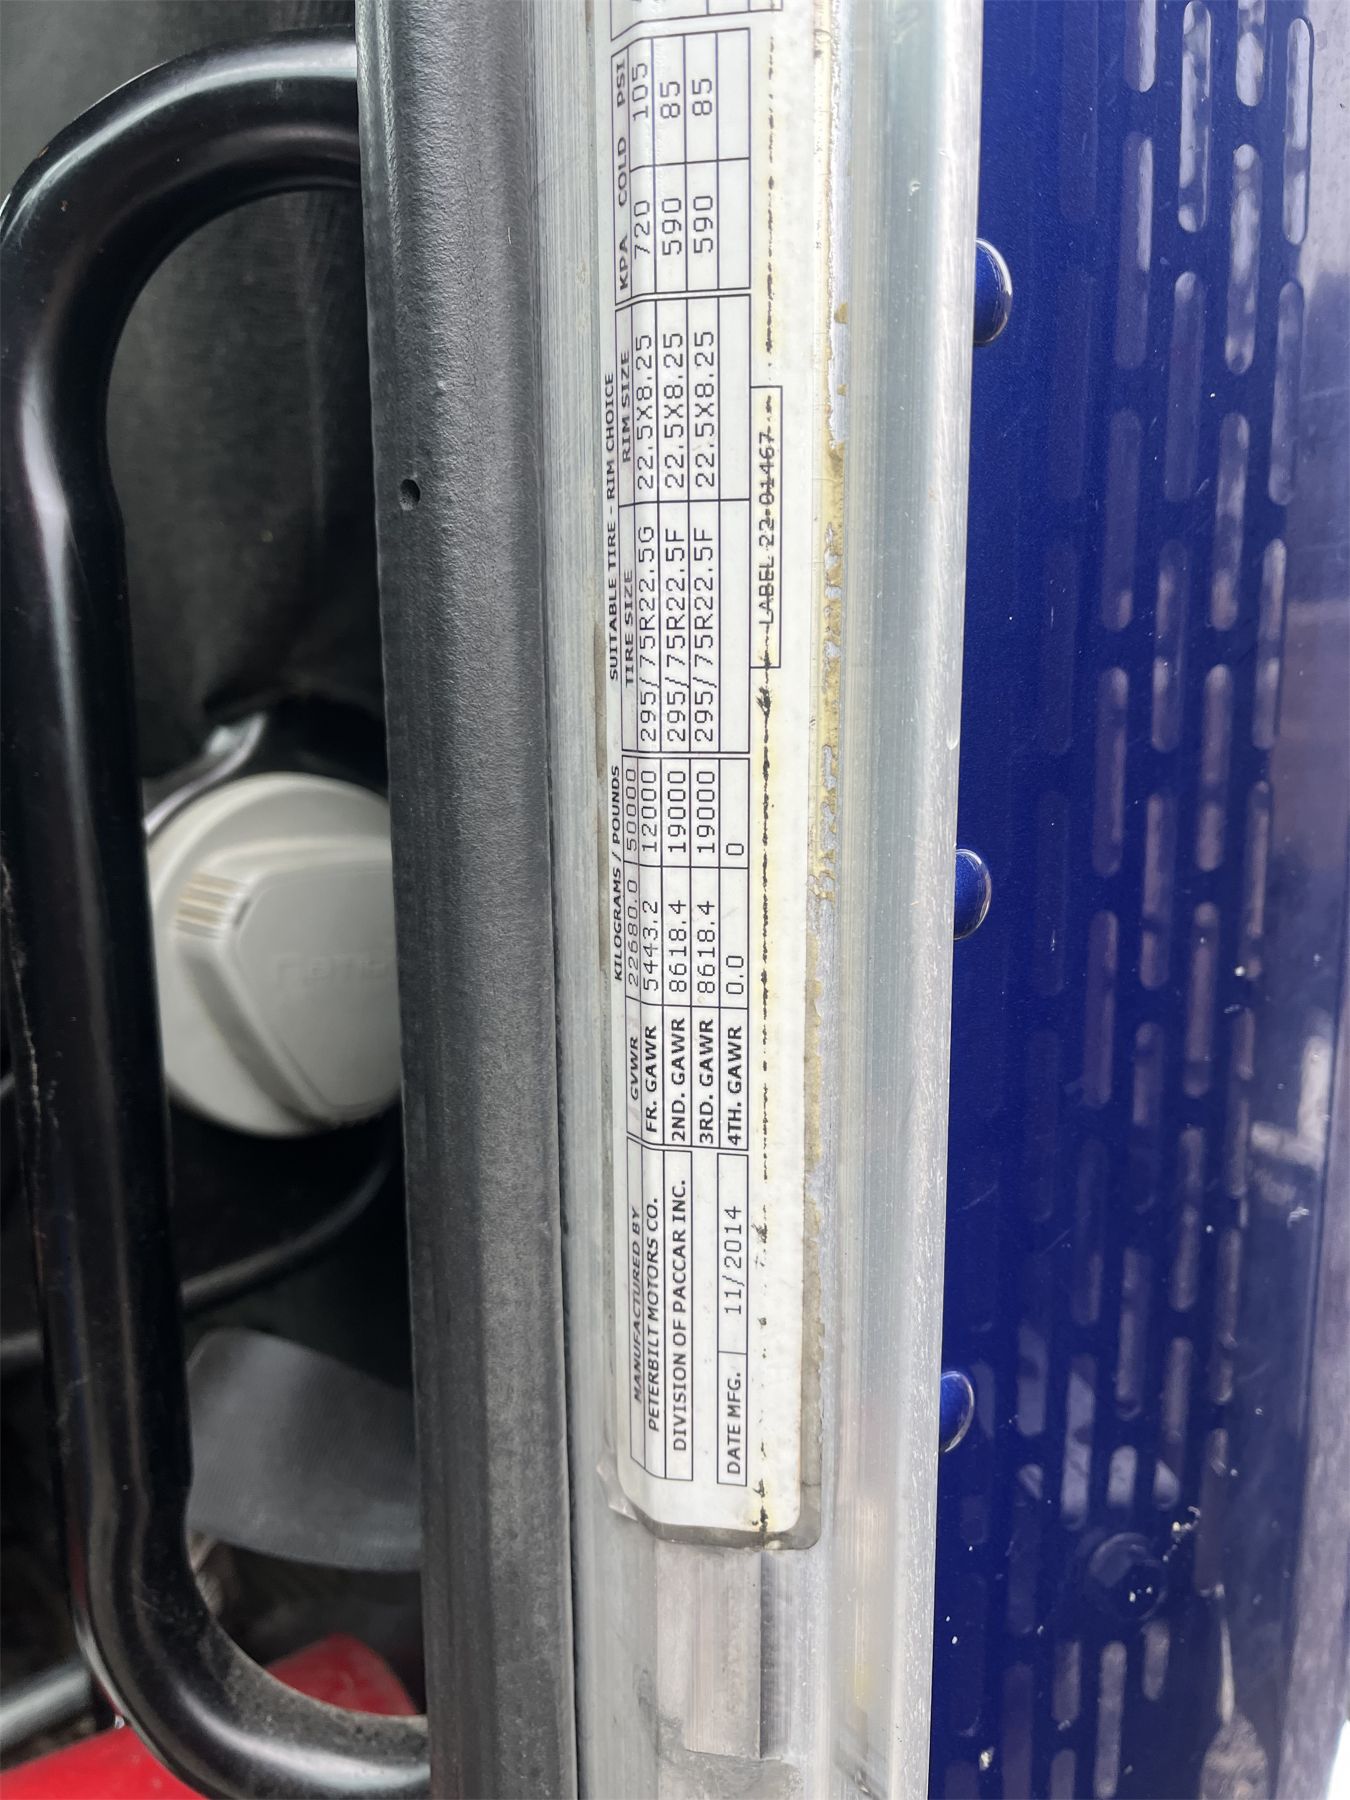 MANUFACTURED BY
PETERBILT MOTORS CO.
DIVISION OF PACCAR INC.
DATE MFG. 11/2014
KILOGRAMS / POUNDS
GVWR 22680.0 50000
FR. GAWR 5443.2 12000
2ND. GAWR 8618.4 19000
3RD. GAWR 8618.4 19000
4TH. GAWR 0.0 0
SUITABLE TIRE - RIM CHOICE
TIRE SIZE RIM SIZE KPA COLD PSI
295/75R22.5G 22.5X8.25 720 105
295/75R22.5F 22.5X8.25 590 85
295/75R22.5F 22.5X8.25 590 85
LABEL 22-01467